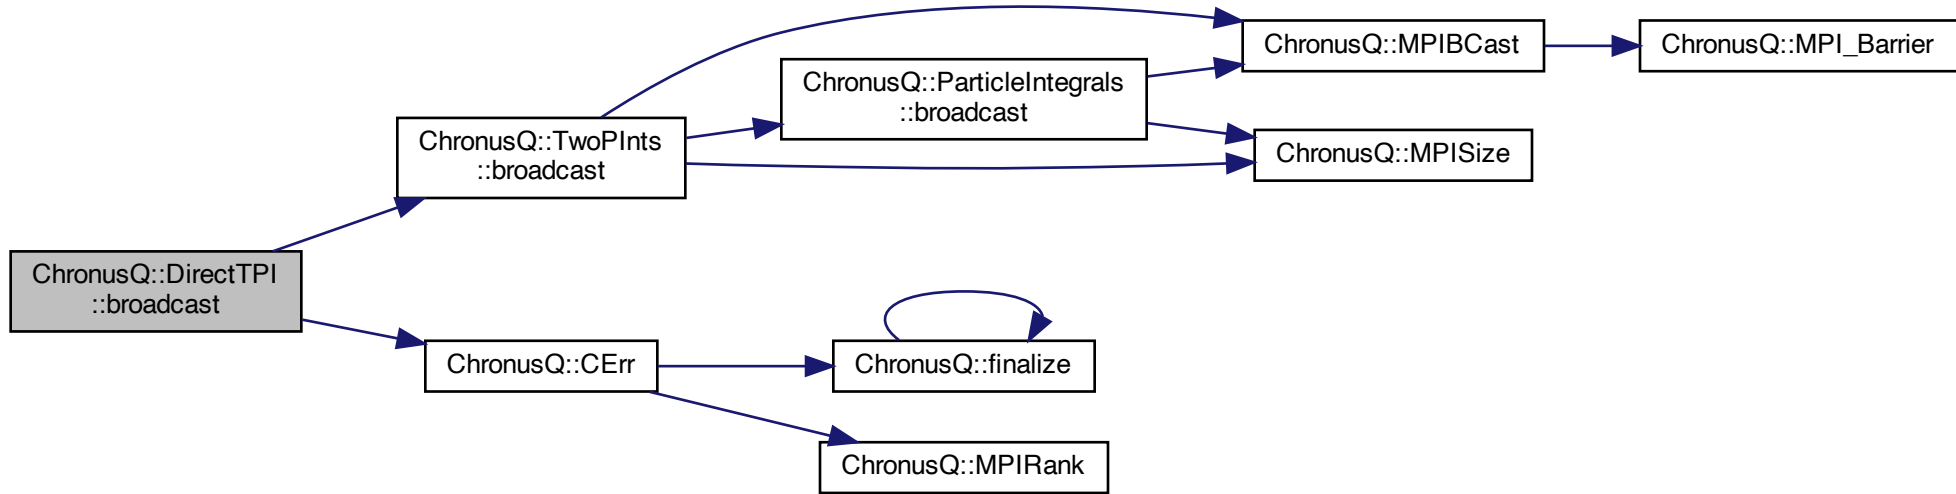 ChronusQ::DirectTPI
::broadcast
ChronusQ::TwoPInts
::broadcast
ChronusQ::ParticleIntegrals
::broadcast
ChronusQ::MPIBCast
ChronusQ::MPI_Barrier
ChronusQ::MPISize
ChronusQ::CErr
ChronusQ::finalize
ChronusQ::MPIRank